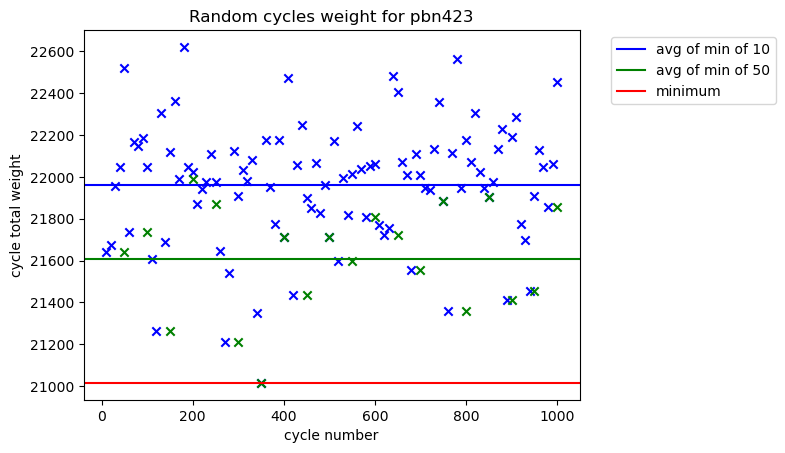 Random cycles weight for pbn423
avg of min of 10
avg of min of 50
minimum
cycle total weight
22600
22400
22200
22000
21800
21600
21400
21200
21000
0 200 400 600 800 1000
cycle number